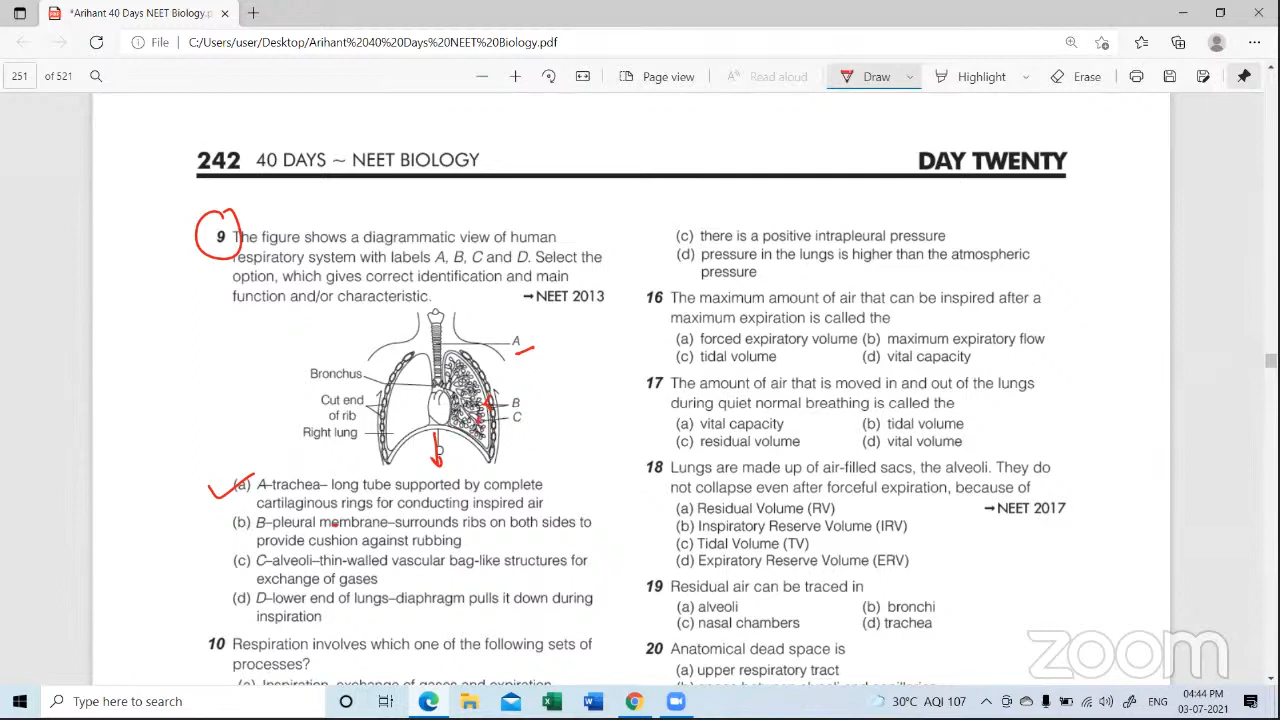 *Arihant 40 Days NEET Biology.p
File
C:/Users/user/Desktop/Arihant%2040%20Days%20NEET%20Biology.pdf
251 of 521
Page view
Read aloud
Draw
Highlight
Erase
242 40 DAYS ~ NEET BIOLOGY
DAY TWENTY
9 The figure shows a diagrammatic view of human
respiratory system with labels A, B, C and D. Select the
option, which gives correct identification and main
function and/or characteristic. ➞NEET 2013
A
Bronchus
Cut end
of rib
B
C
Right lung
D
(a) A–trachea– long tube supported by complete
cartilaginous rings for conducting inspired air
(b) B–pleural membrane–surrounds ribs on both sides to
provide cushion against rubbing
(c) C–alveoli–thin-walled vascular bag-like structures for
exchange of gases
(d) D–lower end of lungs–diaphragm pulls it down during
inspiration
10 Respiration involves which one of the following sets of
processes?
(a) Inspiration, exchange of gases and expiration
(c) there is a positive intrapleural pressure
(d) pressure in the lungs is higher than the atmospheric
pressure
16 The maximum amount of air that can be inspired after a
maximum expiration is called the
(a) forced expiratory volume (b) maximum expiratory flow
(c) tidal volume (d) vital capacity
17 The amount of air that is moved in and out of the lungs
during quiet normal breathing is called the
(a) vital capacity (b) tidal volume
(c) residual volume (d) vital volume
18 Lungs are made up of air-filled sacs, the alveoli. They do
not collapse even after forceful expiration, because of
(a) Residual Volume (RV) ➞NEET 2017
(b) Inspiratory Reserve Volume (IRV)
(c) Tidal Volume (TV)
(d) Expiratory Reserve Volume (ERV)
19 Residual air can be traced in
(a) alveoli (b) bronchi
(c) nasal chambers (d) trachea
20 Anatomical dead space is
(a) upper respiratory tract
zoom
Type here to search
30°C AQI 107
ENG
04:44 PM
03-07-2021